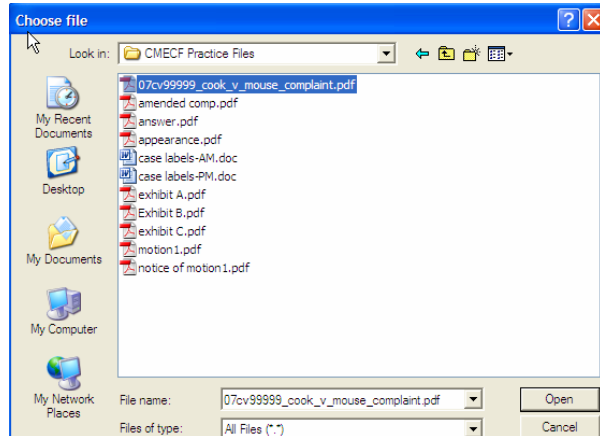 Choose file
Look in: CMECF Practice Files
07cv99999_cook_v_mouse_complaint.pdf
amended comp.pdf
answer.pdf
appearance.pdf
case labels-AM.doc
case labels-PM.doc
exhibit A.pdf
Exhibit B.pdf
exhibit C.pdf
motion1.pdf
notice of motion1.pdf
My Recent
Documents
Desktop
My Documents
My Computer
My Network
Places
File name: 07cv99999_cook_v_mouse_complaint.pdf Open
Files of type: All Files (*.*) Cancel